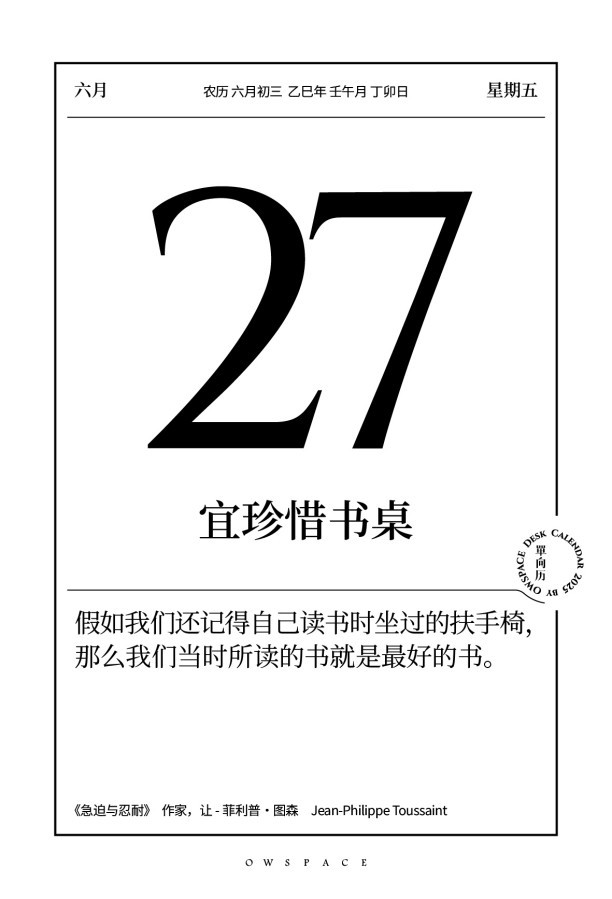 六月
农历 六月初三 乙巳年 壬午月 丁卯日
星期五
27
宜珍惜书桌
DESK CALENDAR 2025 BY OWSPACE
單向历
假如我们还记得自己读书时坐过的扶手椅，
那么我们当时所读的书就是最好的书。
《急迫与忍耐》 作家，让 - 菲利普・图森 Jean-Philippe Toussaint
OWSPACE